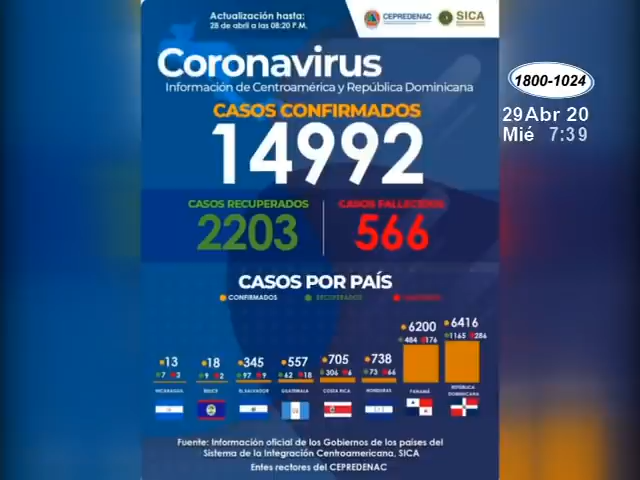 Actualización hasta:
28 de abril a las 08:20 P.M.
CEPREDENAC
SICA
Coronavirus
Información de Centroamérica y República Dominicana
CASOS CONFIRMADOS
14992
CASOS RECUPERADOS
2203
CASOS FALLECIDOS
566
1800-1024
29Abr 20
Mié 7:39
CASOS POR PAÍS
CONFIRMADOS
RECUPERADOS
13
7 3
NICARAGUA
18
9 2
BELICE
345
97 9
EL SALVADOR
557
62 18
GUATEMALA
705
306 6
COSTA RICA
738
73 66
HONDURAS
6200
484 176
PANAMÁ
6416
1165 286
REPÚBLICA
DOMINICANA
Fuente: Información oficial de los Gobiernos de los países del
Sistema de la Integración Centroamericana, SICA
Entes rectores del CEPREDENAC